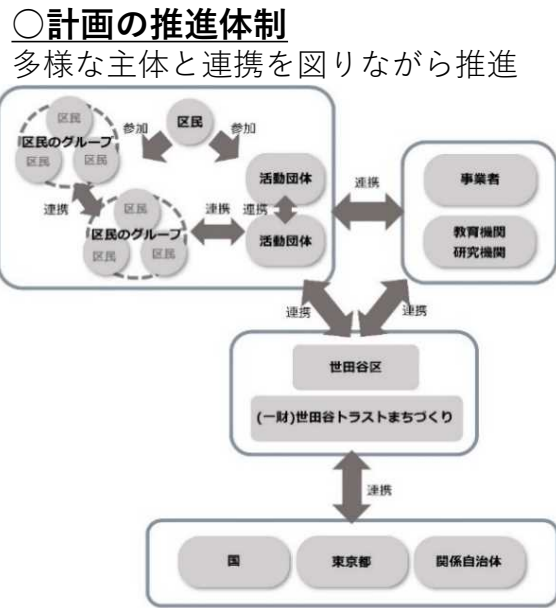 ○計画の推進体制
多様な主体と連携を図りながら推進
区民
区民のグループ
区民
区民
参加
区民
参加
連携
区民
区民のグループ
区民
区民
連携
活動団体
連携
活動団体
連携
事業者
教育機関
研究機関
連携
連携
世田谷区
(一財)世田谷トラストまちづくり
連携
国
東京都
関係自治体